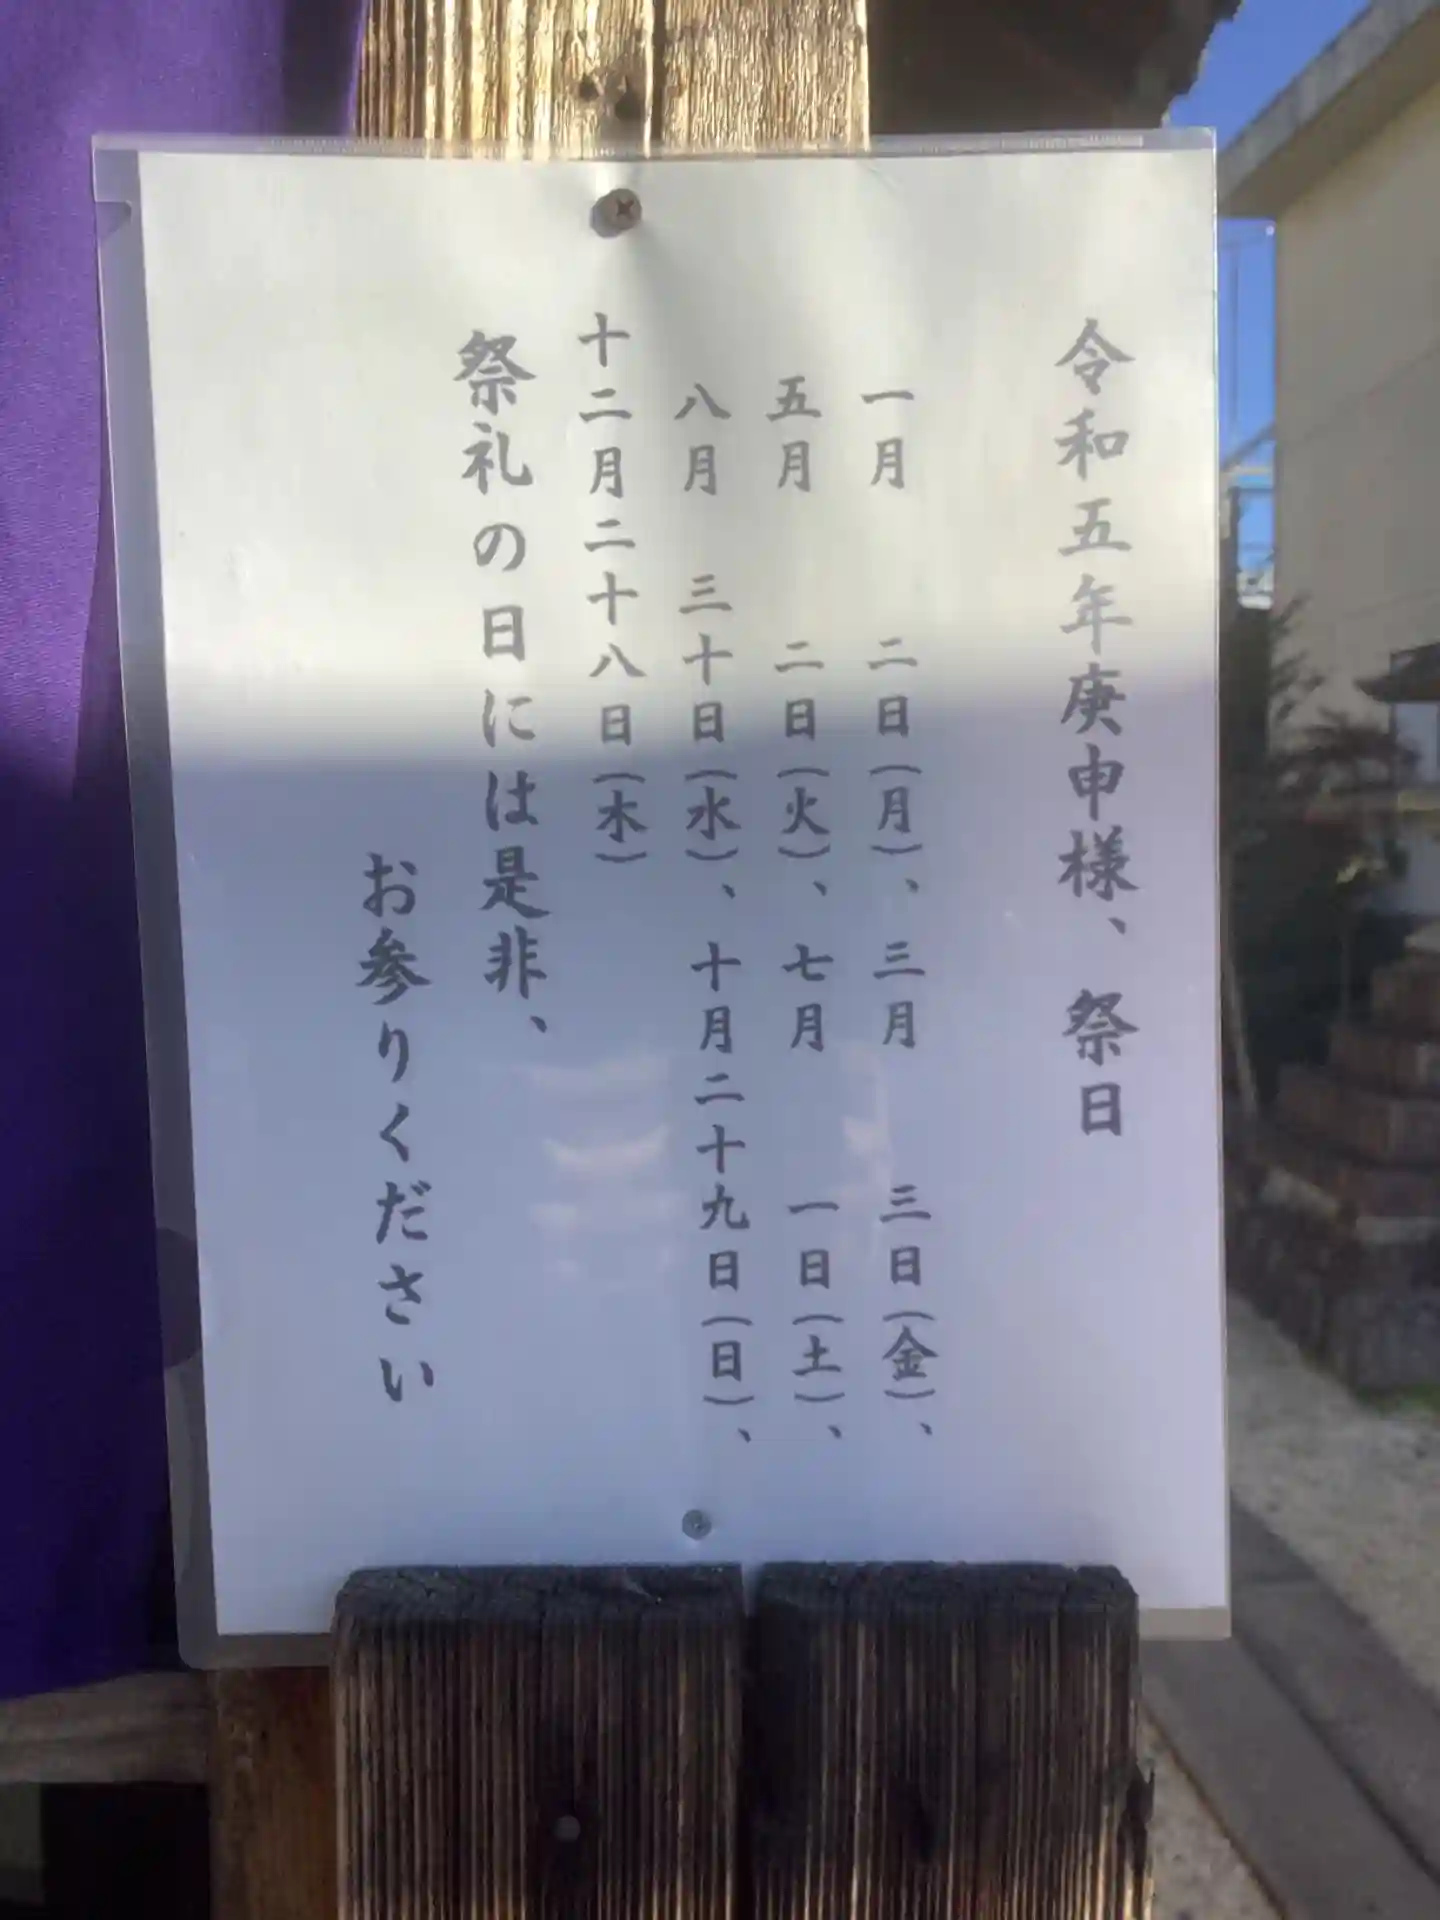 令和五年庚申様、祭日
一月 二日(月)、三月 三日(金)、
五月 二日(火)、七月 一日(土)、
八月 三十日(水)、十月二十九日(日)、
十二月二十八日(木)
祭礼の日には是非、
お参りください